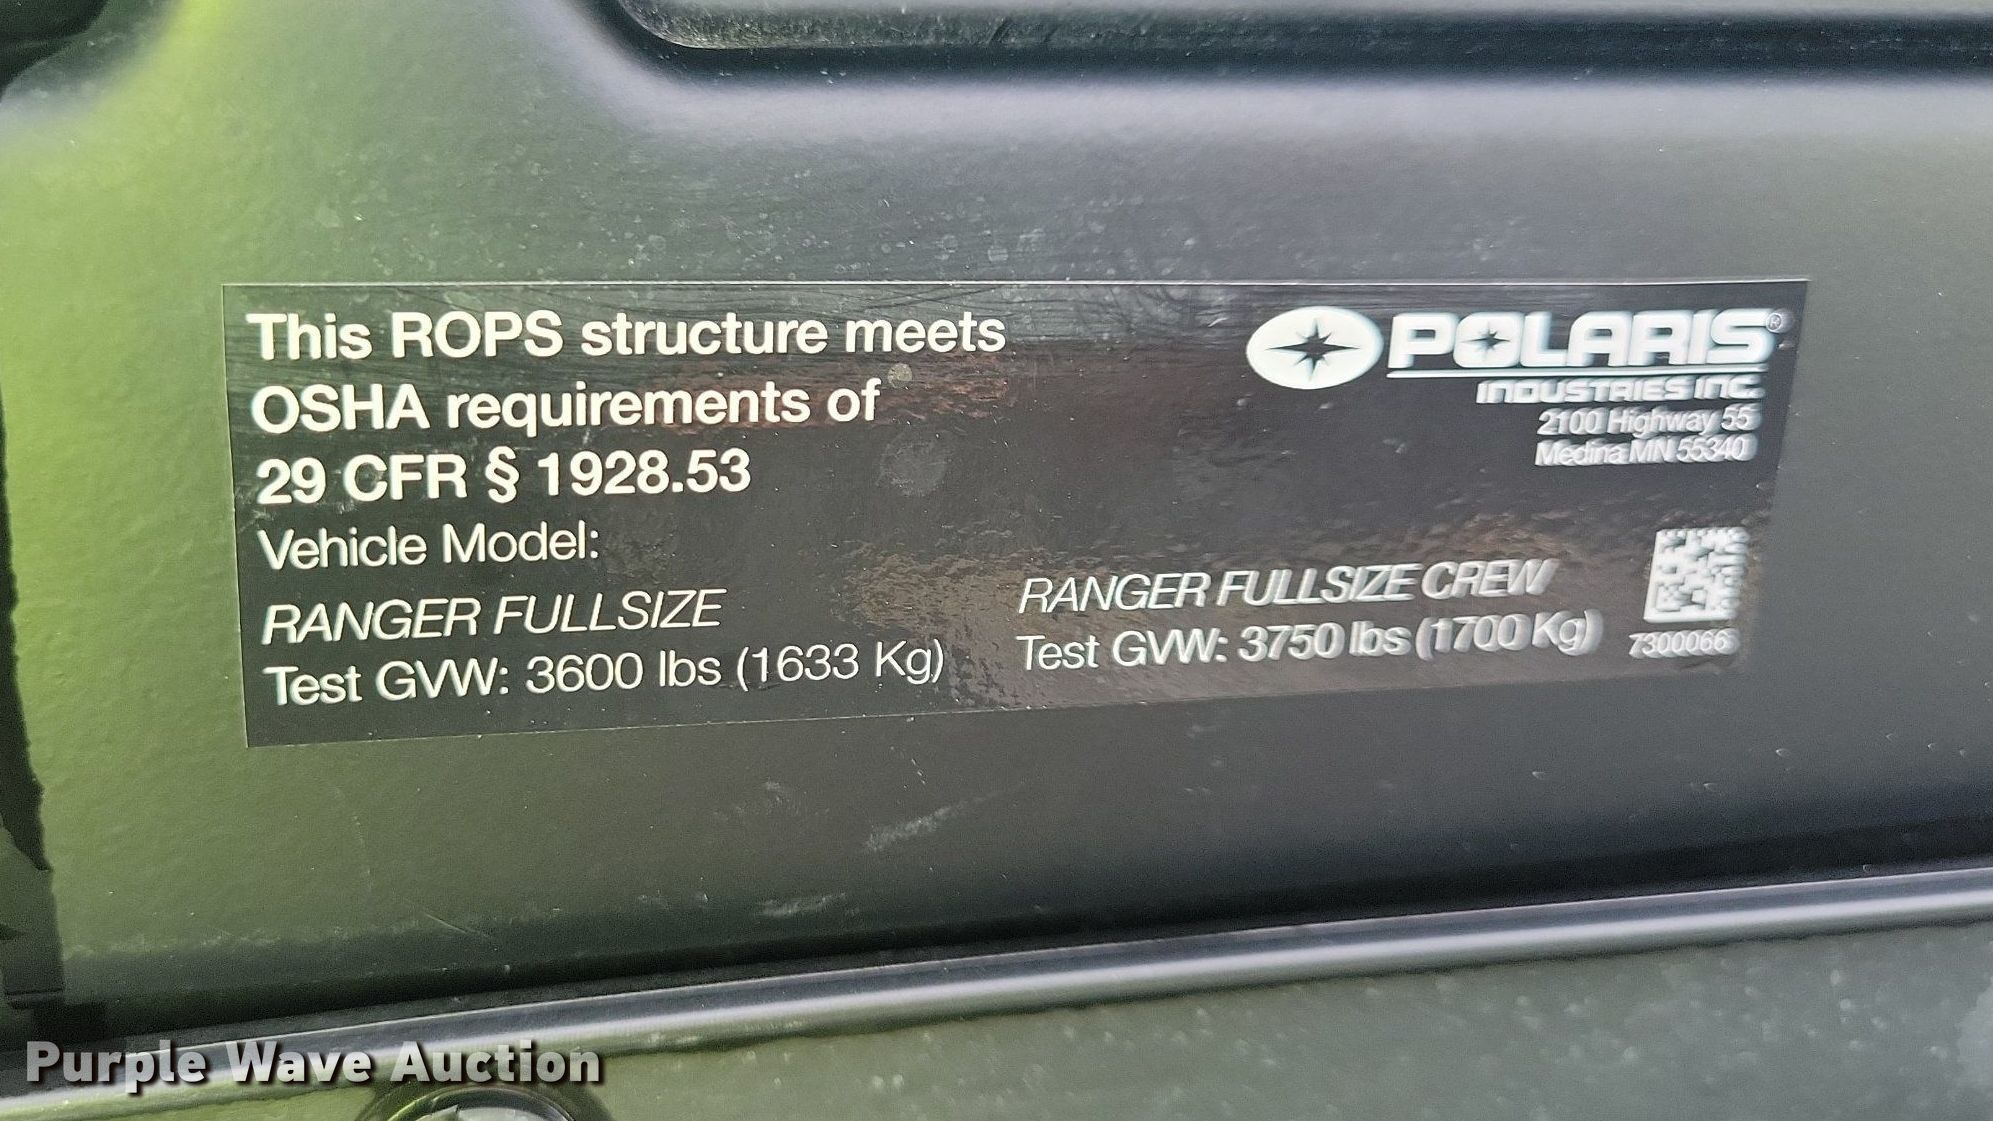 This ROPS structure meets
OSHA requirements of
29 CFR § 1928.53
Vehicle Model:
RANGER FULLSIZE
Test GVW: 3600 lbs (1633 Kg)
RANGER FULLSIZE CREW
Test GVW: 3750 lbs (1700 Kg)
POLARIS®
INDUSTRIES INC.
2100 Highway 55
Medina MN 55340
7300066
Purple Wave Auction